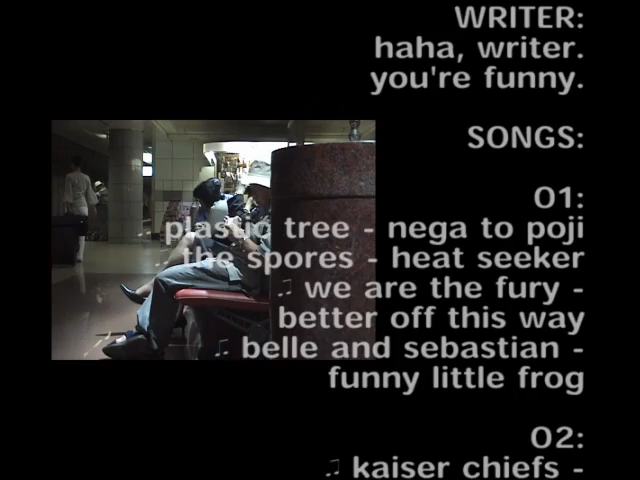 WRITER:
haha, writer.
you're funny.
SONGS:
01:
♫ plastic tree - nega to poji
♫ the spores - heat seeker
♫ we are the fury -
better off this way
♫ belle and sebastian -
funny little frog
02:
♫ kaiser chiefs -